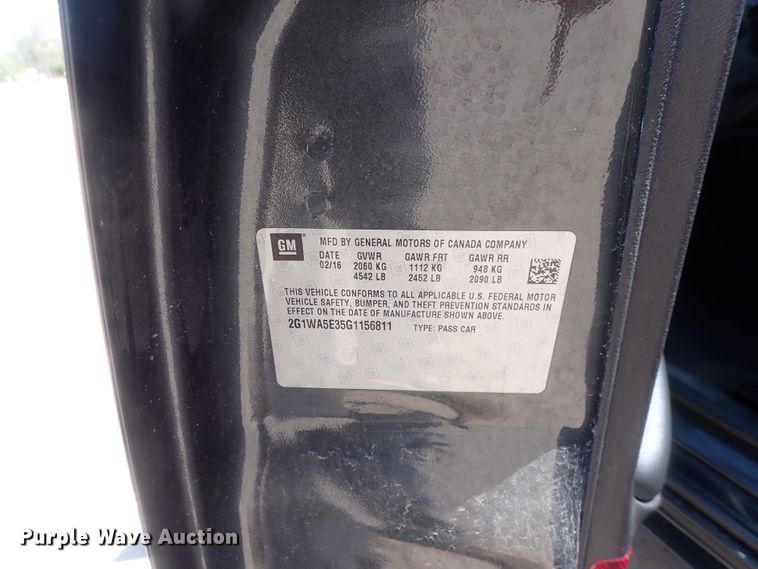 GM
MFD BY GENERAL MOTORS OF CANADA COMPANY
DATE GVWR GAWR FRT GAWR RR
02/16 2060 KG 1112 KG 948 KG
4542 LB 2452 LB 2090 LB
THIS VEHICLE CONFORMS TO ALL APPLICABLE U.S. FEDERAL MOTOR
VEHICLE SAFETY, BUMPER, AND THEFT PREVENTION STANDARDS IN
EFFECT ON THE DATE OF MANUFACTURE SHOWN ABOVE.
2G1WA5E35G1156811 TYPE: PASS CAR
Purple Wave Auction